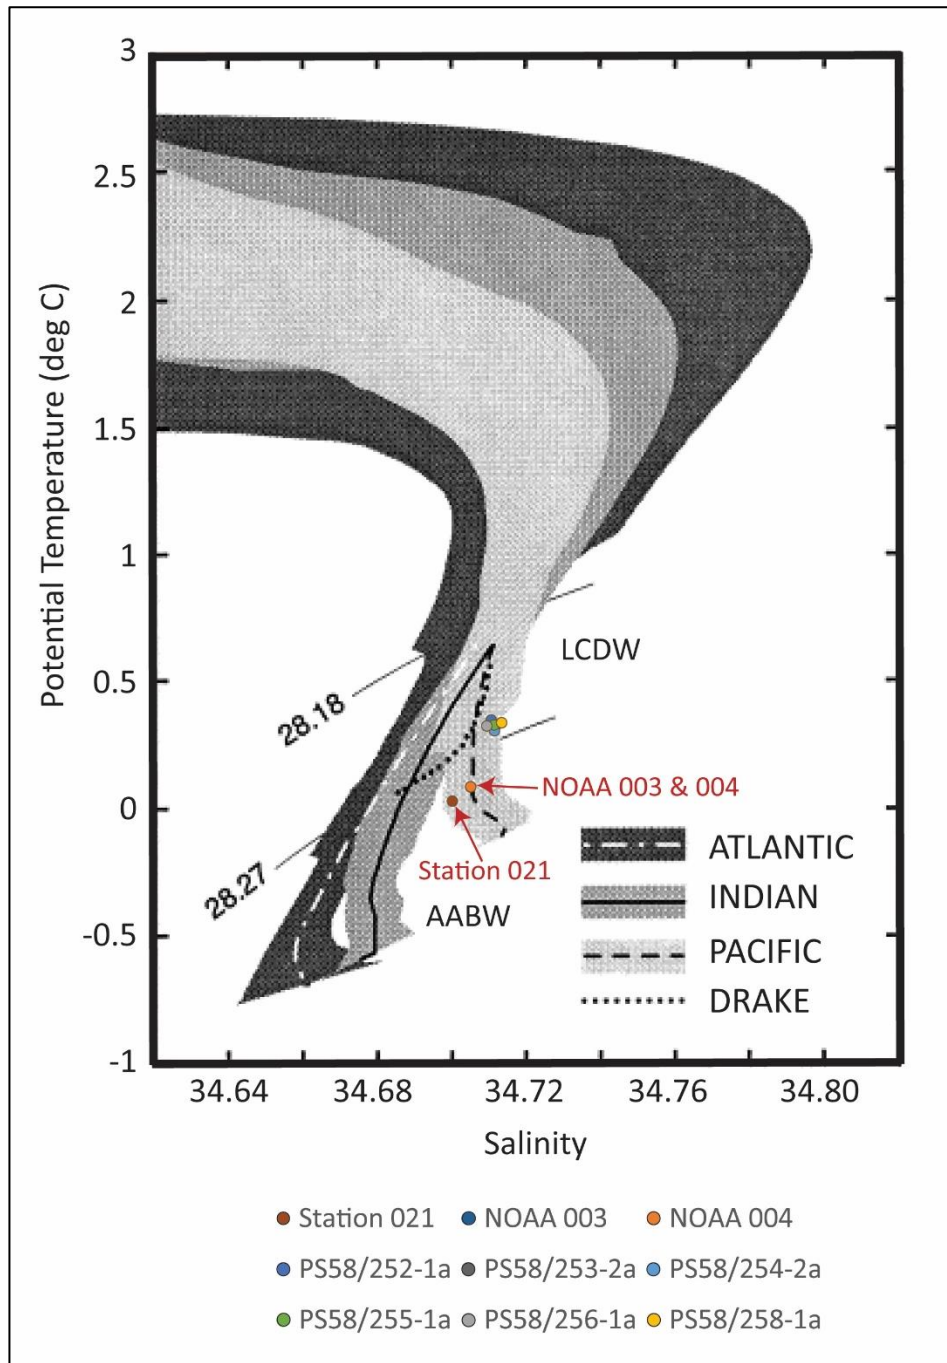 3
2.5
2
1.5
1
0.5
0
-0.5
-1
Potential Temperature (deg C)
LCDW
28.18
NOAA 003 & 004
Station 021
28.27
AABW
ATLANTIC
INDIAN
PACIFIC
DRAKE
34.64 34.68 34.72 34.76 34.80
Salinity
Station 021 NOAA 003 NOAA 004
PS58/252-1a PS58/253-2a PS58/254-2a
PS58/255-1a PS58/256-1a PS58/258-1a